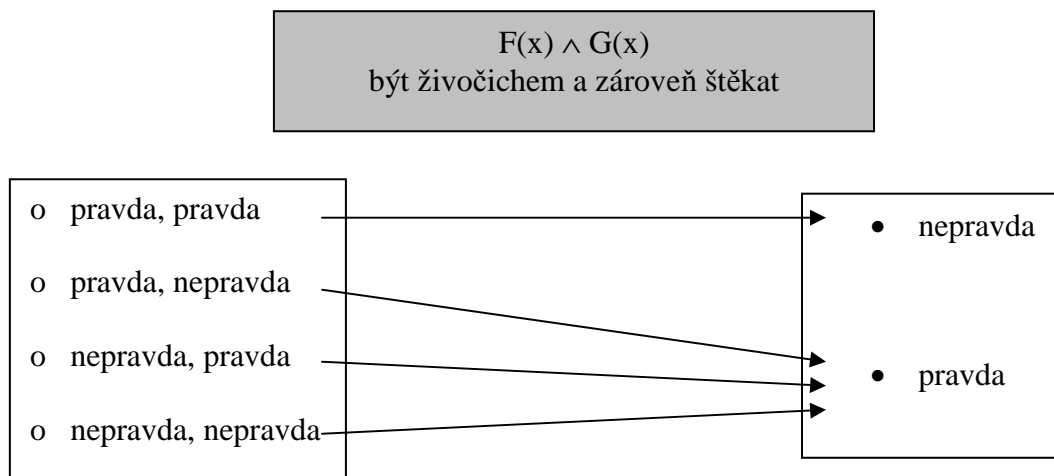 F(x) ∧ G(x)
být živočichem a zároveň štěkat
o pravda, pravda
o pravda, nepravda
o nepravda, pravda
o nepravda, nepravda
• nepravda
• pravda